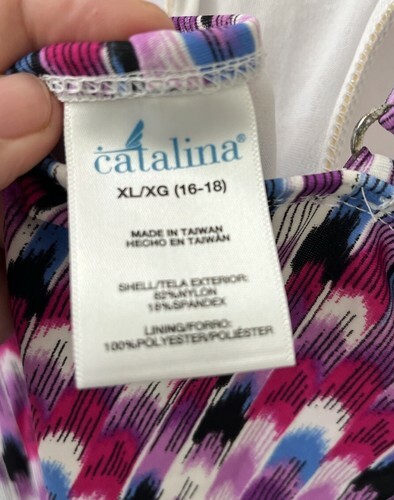 catalina®
XL/XG (16-18)
MADE IN TAIWAN
HECHO EN TAIWÁN
SHELL/TELA EXTERIOR:
82%NYLON
18%SPANDEX
LINING/FORRO:
100%POLYESTER/POLIÉSTER